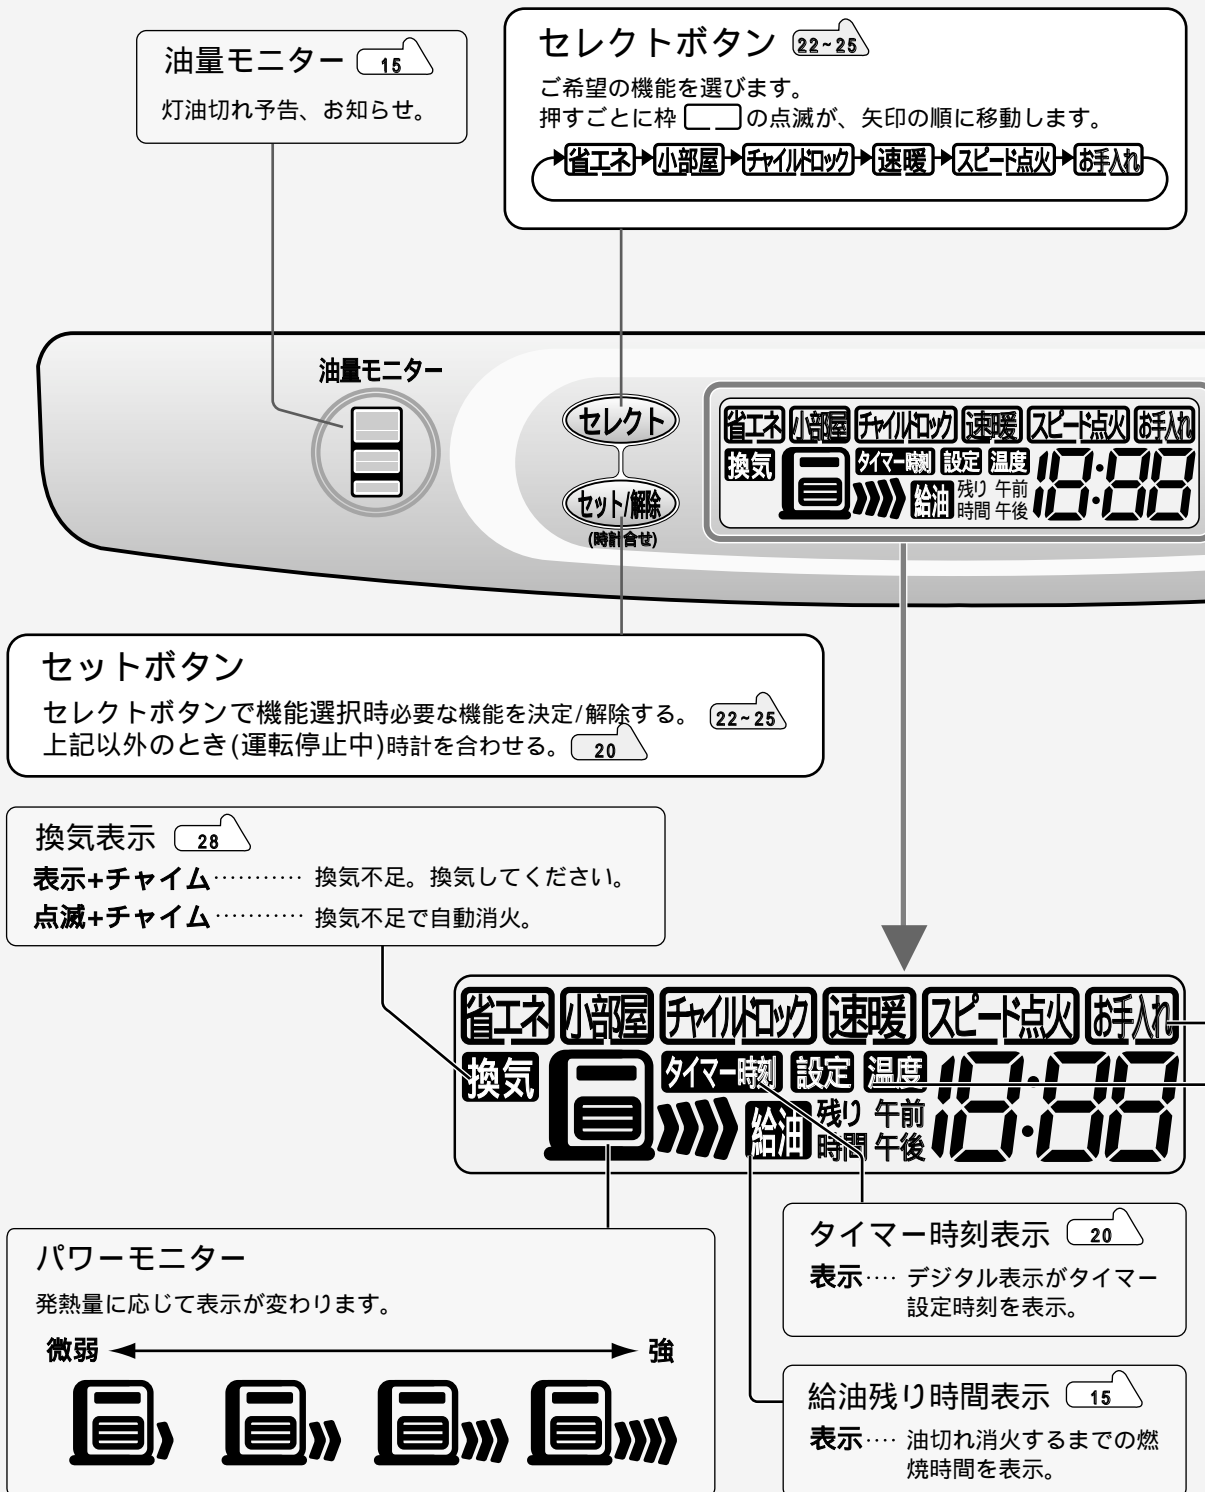 油量モニター 15
灯油切れ予告、お知らせ。
セレクトボタン 22~25
ご希望の機能を選びます。
押すごとに枠 の点滅が、矢印の順に移動します。
省エネ 小部屋 チャイルドロック 速暖 スピード点火 お手入れ
油量モニター
セレクト
セット/解除
(時計合せ)
省エネ 小部屋 チャイルドロック 速暖 スピード点火 お手入れ
換気 タイマー時刻 設定 温度 18:88
給油 残り時間 午前 午後
セットボタン
セレクトボタンで機能選択時必要な機能を決定/解除する。 22~25
上記以外のとき(運転停止中)時計を合わせる。 20
換気表示 28
表示+チャイム………… 換気不足。換気してください。
点滅+チャイム………… 換気不足で自動消火。
省エネ 小部屋 チャイルドロック 速暖 スピード点火 お手入れ
換気 タイマー時刻 設定 温度 18:88
給油 残り時間 午前 午後
パワーモニター
発熱量に応じて表示が変わります。
微弱 強
タイマー時刻表示 20
表示…‥ デジタル表示がタイマー
設定時刻を表示。
給油残り時間表示 15
表示…‥ 油切れ消火するまでの燃
焼時間を表示。